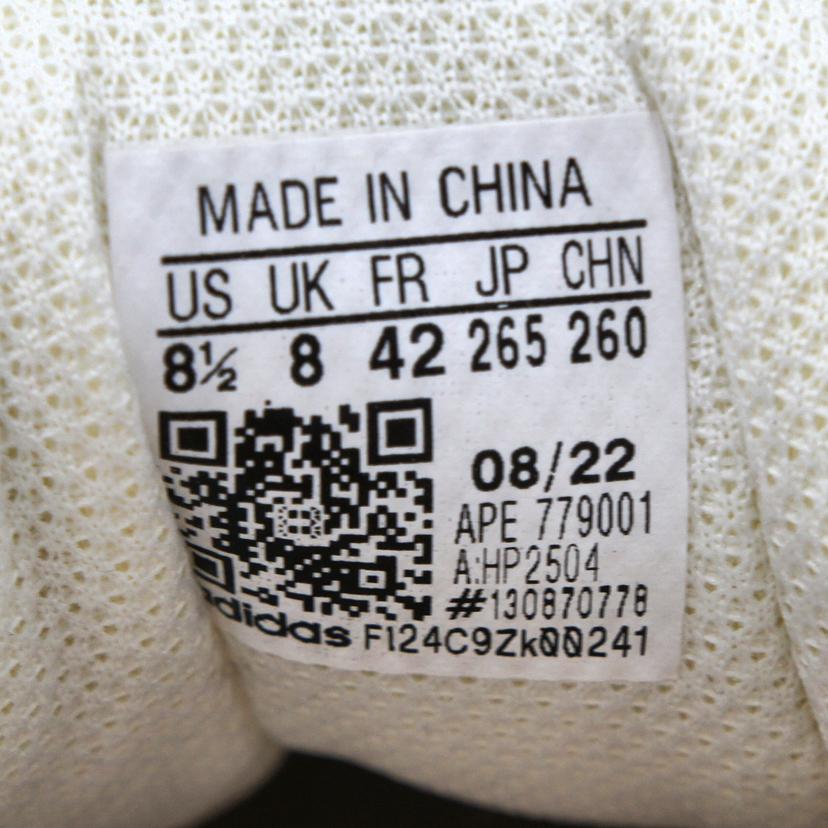 MADE IN CHINA
US UK FR JP CHN
8½ 8 42 265 260
08/22
APE 779001
A:HP2504
#130870778
adidas F124C9Zk00241